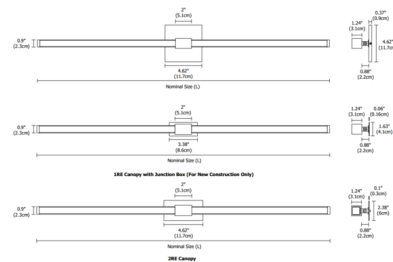 2"
(5.1cm)
0.9"
(2.3cm)
4.62"
(11.7cm)
Nominal Size (L)
1.24"
(3.1cm)
0.37"
(0.9cm)
4.62"
(11.7cm)
0.88"
(2.2cm)
2"
(5.1cm)
0.9"
(2.3cm)
3.38"
(8.6cm)
Nominal Size (L)
1.24"
(3.1cm)
0.06"
(0.16cm)
1.63"
(4.1cm)
0.88"
(2.2cm)
1RE Canopy with Junction Box (For New Construction Only)
2"
(5.1cm)
0.9"
(2.3cm)
4.62"
(11.7cm)
Nominal Size (L)
1.24"
(3.1cm)
0.1"
(0.3cm)
2.38"
(6cm)
0.88"
(2.2cm)
2RE Canopy